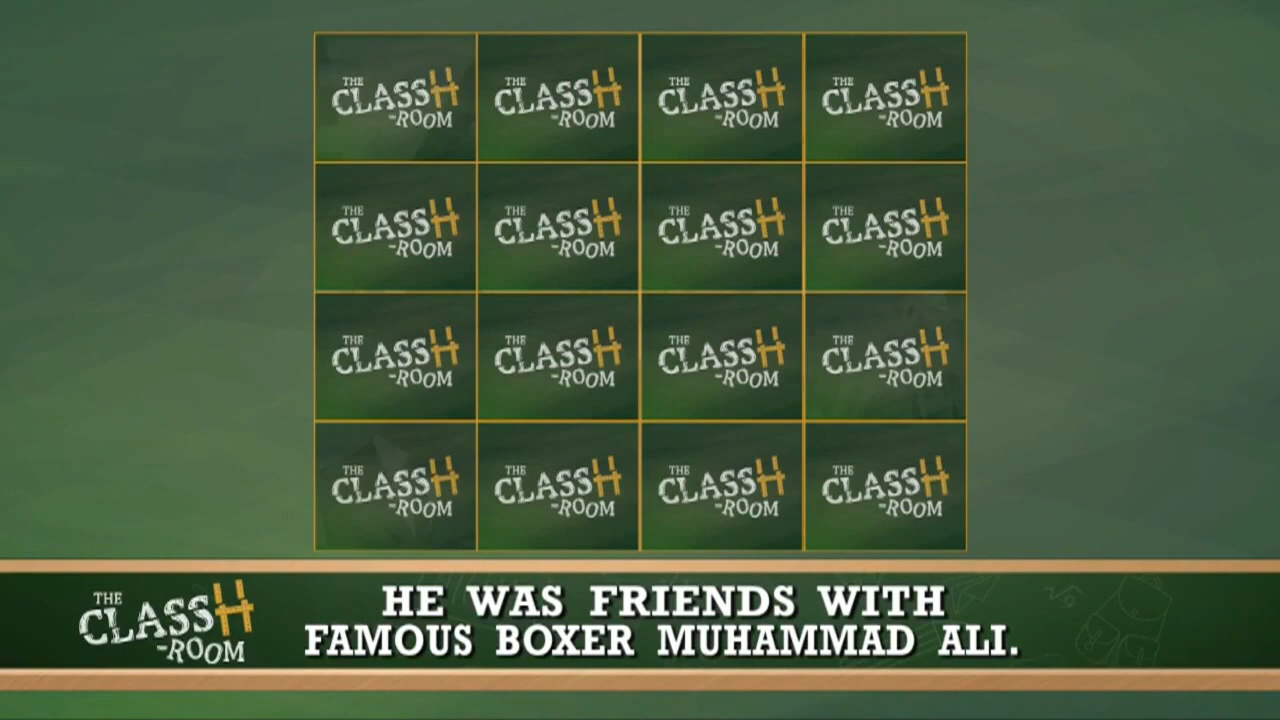 THE CLASSH -ROOM THE CLASSH -ROOM THE CLASSH -ROOM THE CLASSH -ROOM
THE CLASSH -ROOM THE CLASSH -ROOM THE CLASSH -ROOM THE CLASSH -ROOM
THE CLASSH -ROOM THE CLASSH -ROOM THE CLASSH -ROOM THE CLASSH -ROOM
THE CLASSH -ROOM THE CLASSH -ROOM THE CLASSH -ROOM THE CLASSH -ROOM
THE
CLASSH
-ROOM
HE WAS FRIENDS WITH
FAMOUS BOXER MUHAMMAD ALI.